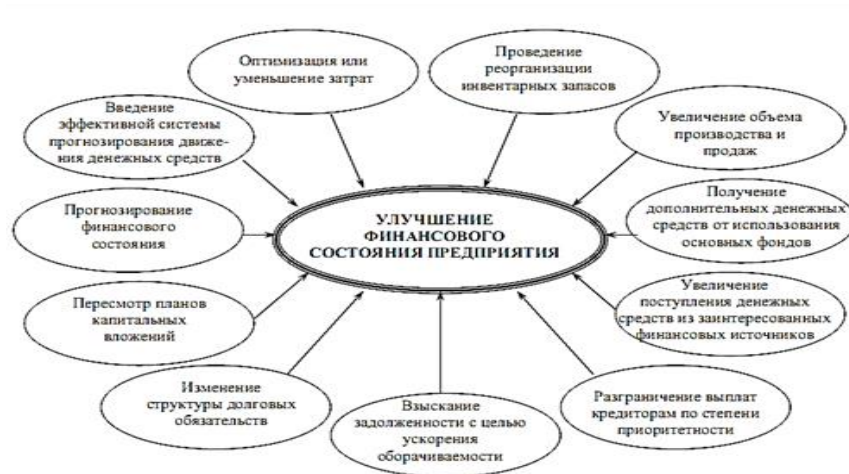 Оптимизация или
уменьшение затрат
Проведение
реорганизации
инвентарных запасов
Введение
эффективной системы
прогнозирования движе-
ния денежных средств
Увеличение объема
производства и
продаж
Прогнозирование
финансового
состояния
УЛУЧШЕНИЕ
ФИНАНСОВОГО
СОСТОЯНИЯ ПРЕДПРИЯТИЯ
Получение
дополнительных денежных
средств от использования
основных фондов
Пересмотр планов
капитальных
вложений
Увеличение
поступления денежных
средств из заинтересованных
финансовых источников
Изменение
структуры долговых
обязательств
Взыскание
задолженности с целью
ускорения
оборачиваемости
Разграничение выплат
кредиторам по степени
приоритетности